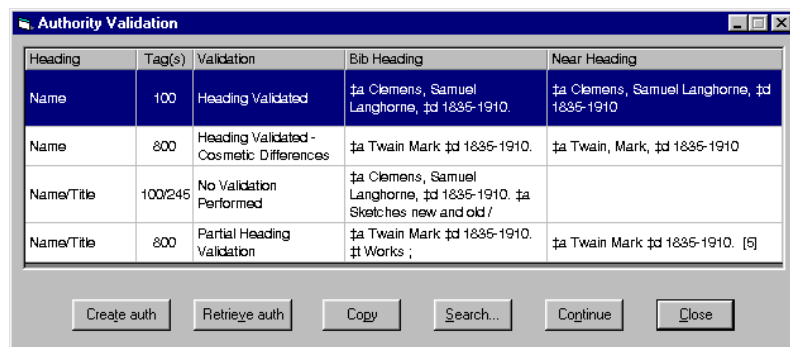 Authority Validation
Heading Tag(s) Validation Bib Heading Near Heading
Name 100 Heading Validated ‡a Clemens, Samuel Langhorne, ‡d 1835-1910. ‡a Clemens, Samuel Langhorne, ‡d 1835-1910
Name 800 Heading Validated - Cosmetic Differences ‡a Twain Mark ‡d 1835-1910. ‡a Twain, Mark, ‡d 1835-1910
Name/Title 100/245 No Validation Performed ‡a Clemens, Samuel Langhorne, ‡d 1835-1910. ‡a Sketches new and old /
Name/Title 800 Partial Heading Validation ‡a Twain Mark ‡d 1835-1910. ‡t Works ; ‡a Twain Mark ‡d 1835-1910. [5]
Create auth Retrieve auth Copy Search... Continue Close